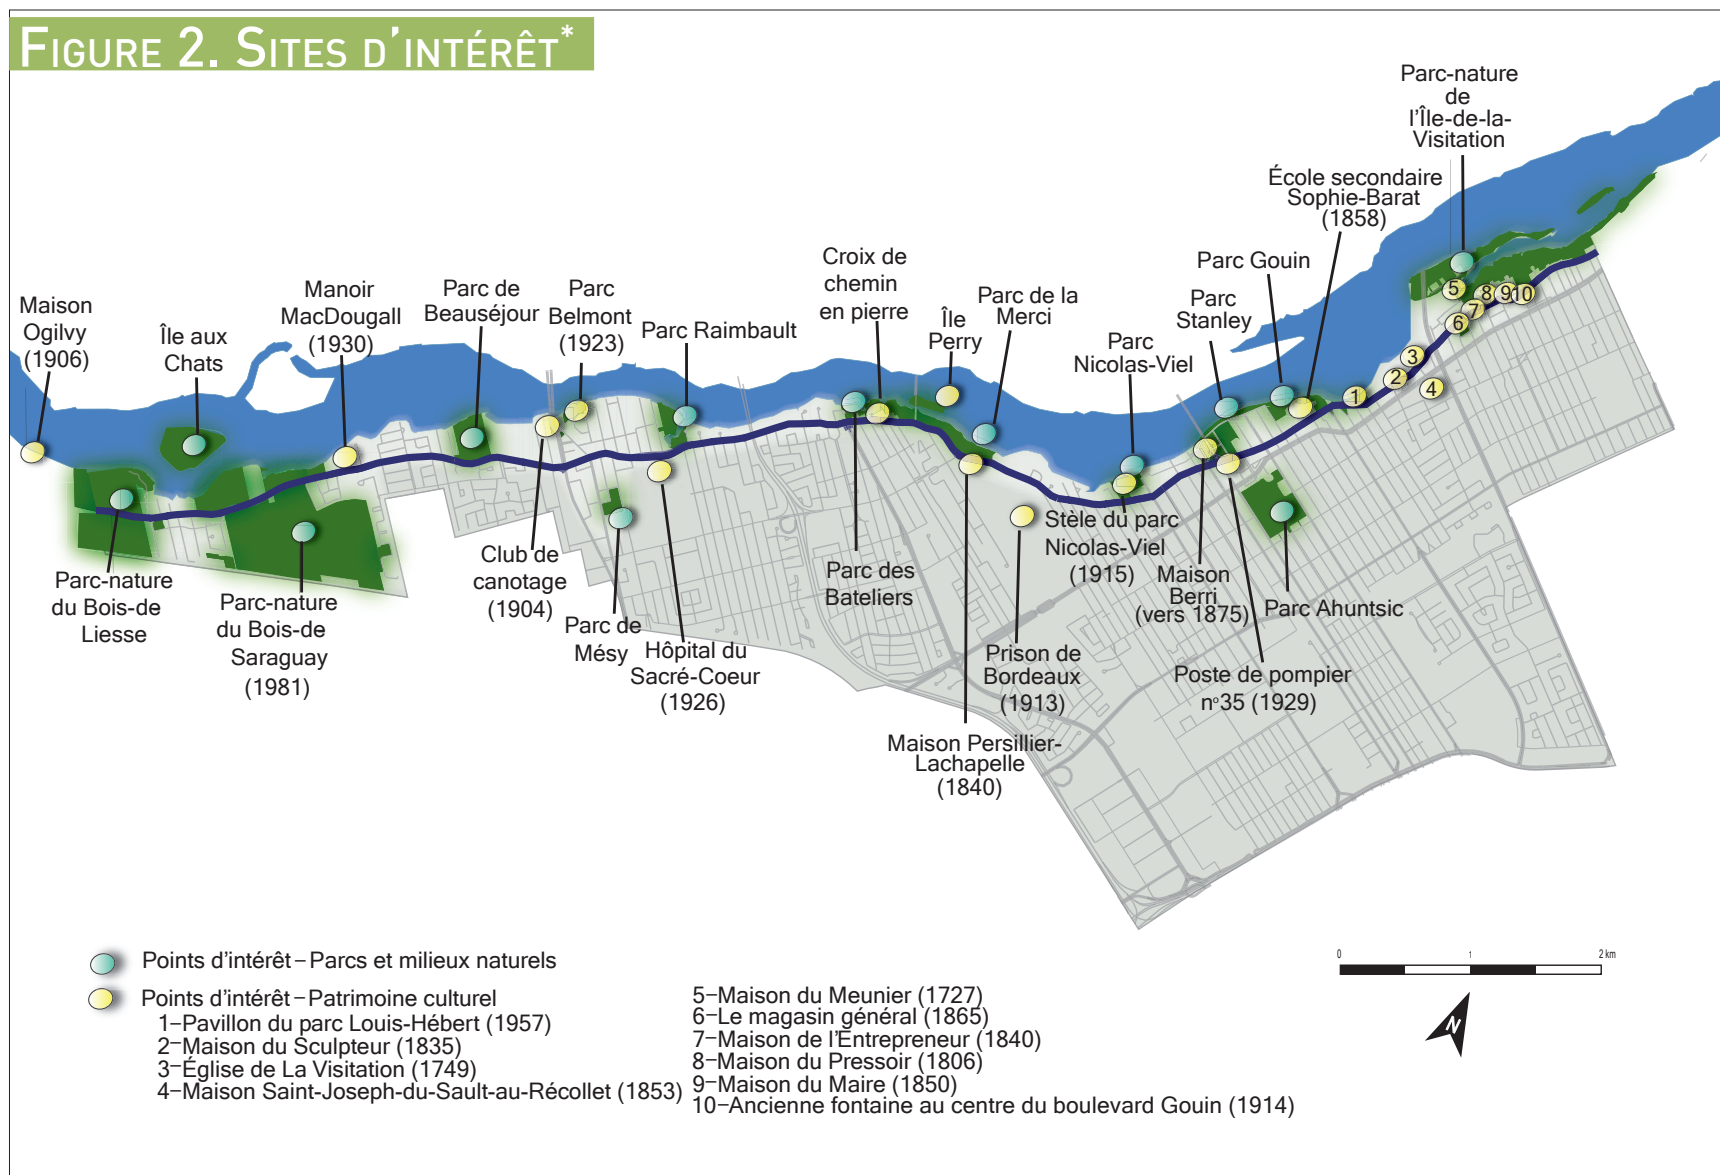 FIGURE 2. SITES D'INTÉRÊT*
Parc-nature
de
l'Île-de-la-
Visitation
École secondaire
Sophie-Barat
(1858)
Parc Gouin
Parc
Stanley
Parc
Nicolas-Viel
Parc de la
Merci
Île
Perry
Croix de
chemin
en pierre
Parc Raimbault
Parc
Belmont
(1923)
Parc de
Beauséjour
Manoir
MacDougall
(1930)
Île aux
Chats
Maison
Ogilvy
(1906)
5
8
9
10
7
6
3
2
4
1
Parc-nature
du Bois-de
Liesse
Parc-nature
du Bois-de
Saraguay
(1981)
Club de
canotage
(1904)
Parc de
Mésy
Hôpital du
Sacré-Coeur
(1926)
Parc des
Bateliers
Maison Persillier-
Lachapelle
(1840)
Prison de
Bordeaux
(1913)
Stèle du parc
Nicolas-Viel
(1915)
Maison
Berri
(vers 1875)
Parc Ahuntsic
Poste de pompier
nº35 (1929)
Points d'intérêt–Parcs et milieux naturels
Points d'intérêt–Patrimoine culturel
1–Pavillon du parc Louis-Hébert (1957)
2–Maison du Sculpteur (1835)
3–Église de La Visitation (1749)
4–Maison Saint-Joseph-du-Sault-au-Récollet (1853)
5–Maison du Meunier (1727)
6–Le magasin général (1865)
7–Maison de l'Entrepreneur (1840)
8–Maison du Pressoir (1806)
9–Maison du Maire (1850)
10–Ancienne fontaine au centre du boulevard Gouin (1914)
0 1 2 km
N